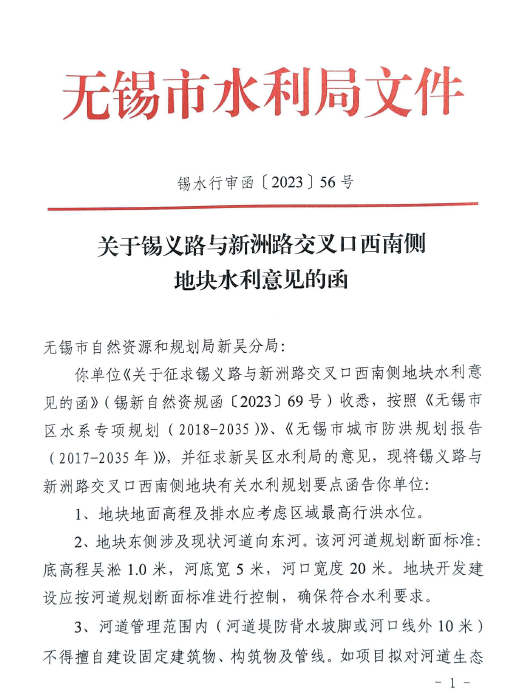 无锡市水利局文件
锡水行审函〔2023〕56号
关于锡义路与新洲路交叉口西南侧
地块水利意见的函
无锡市自然资源和规划局新吴分局：
你单位《关于征求锡义路与新洲路交叉口西南侧地块水利意
见的函》（锡新自然资规函〔2023〕69号）收悉，按照《无锡市
区水系专项规划（2018-2035）》、《无锡市城市防洪规划报告
（2017-2035年）》，并征求新吴区水利局的意见，现将锡义路与
新洲路交叉口西南侧地块有关水利规划要点函告你单位：
1、地块地面高程及排水应考虑区域最高行洪水位。
2、地块东侧涉及现状河道向东河。该河河道规划断面标准：
底高程吴淞1.0米，河底宽5米，河口宽度20米。地块开发建
设应按河道规划断面标准进行控制，确保符合水利要求。
3、河道管理范围内（河道堤防背水坡脚或河口线外10米）
不得擅自建设固定建筑物、构筑物及管线。如项目拟对河道生态
- 1 -